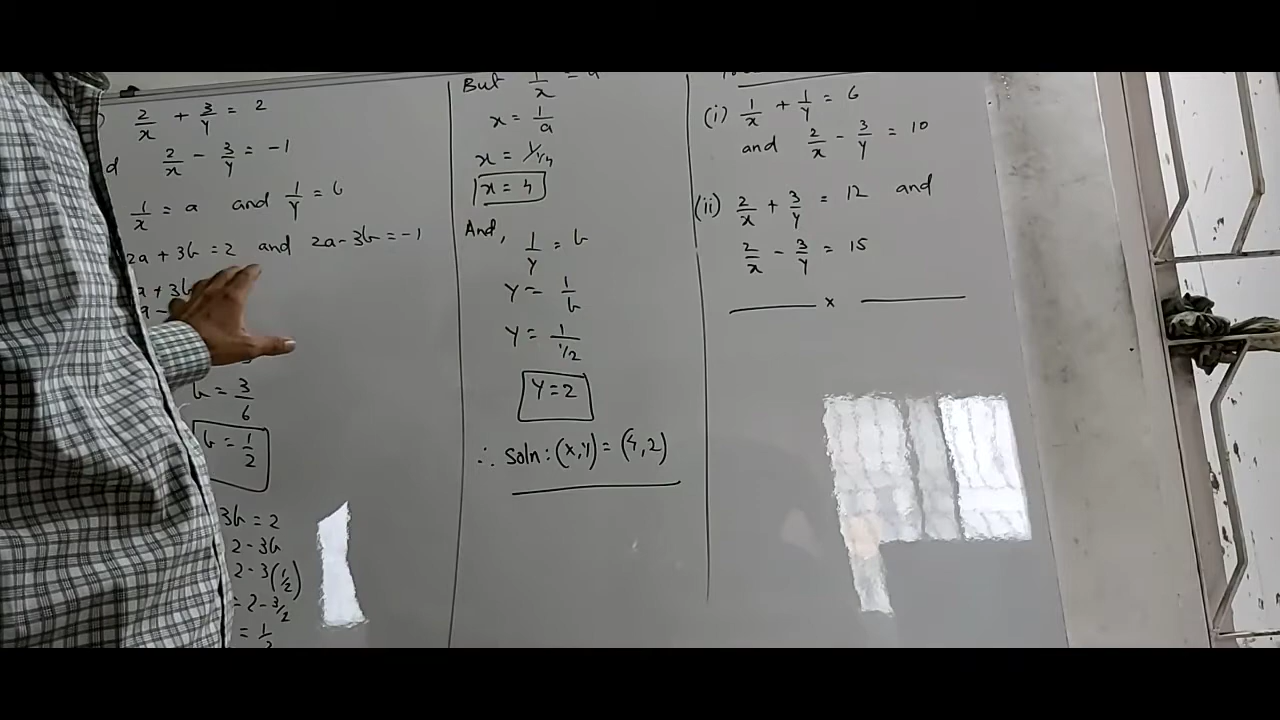 2/x + 3/y = 2
2/x - 3/y = -1
1/x = a and 1/y = b
2a + 3b = 2 and 2a - 3b = -1
a + 3b
b = 3/6
b = 1/2
3b = 2
2 - 3b
2 - 3(1/2)
= 2 - 3/2
But 1/x = a
x = 1/a
x = 1/1/4
x = 4
And,
1/y = b
y = 1/b
y = 1/1/2
y = 2
∴ Soln: (x,y) = (4,2)
(i) 1/x + 1/y = 6
and 2/x - 3/y = 10
(ii) 2/x + 3/y = 12 and
2/x - 3/y = 15
x